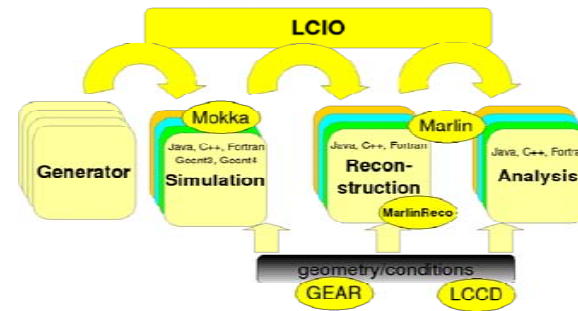 LCIO
Generator
Mokka
Java, C++, Fortran
Geant3, Geant4
Simulation
Java, C++, Fortran
Recon-
struction
MarlinReco
Marlin
Java, C++, Fortran
Analysis
geometry/conditions
GEAR
LCCD